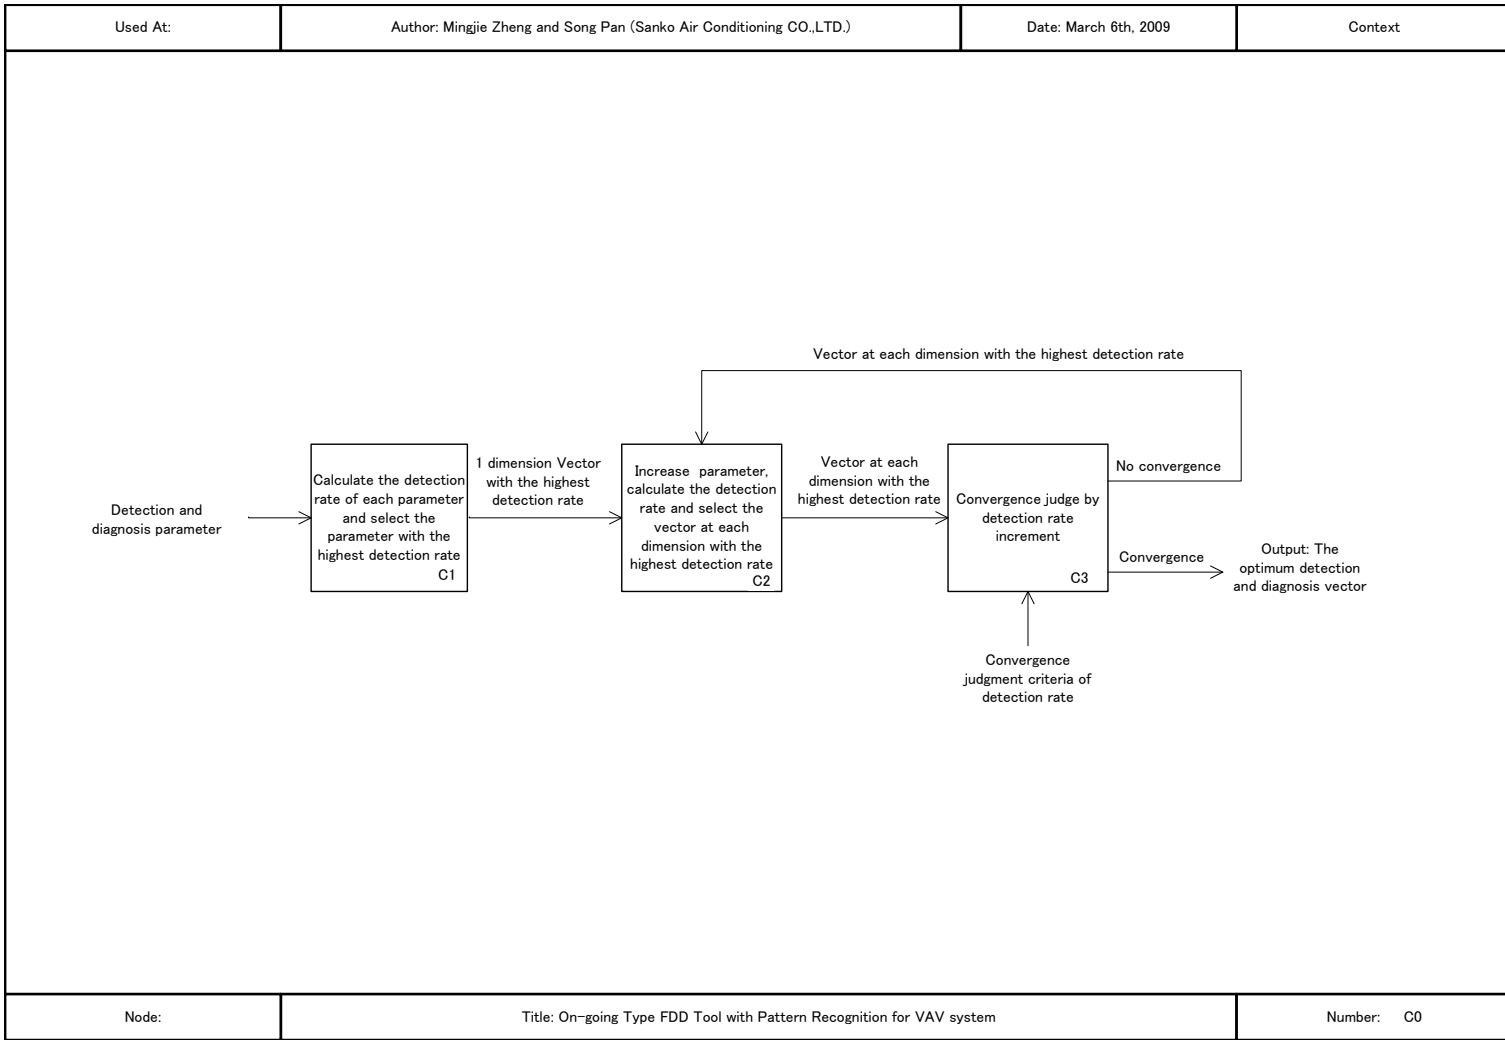 Used At:
Author: Mingjie Zheng and Song Pan (Sanko Air Conditioning CO.,LTD.)
Date: March 6th, 2009
Context
Vector at each dimension with the highest detection rate
Detection and
diagnosis parameter
Calculate the detection
rate of each parameter
and select the
parameter with the
highest detection rate
C1
1 dimension Vector
with the highest
detection rate
Increase parameter,
calculate the detection
rate and select the
vector at each
dimension with the
highest detection rate
C2
Vector at each
dimension with the
highest detection rate
Convergence judge by
detection rate
increment
C3
No convergence
Convergence
Output: The
optimum detection
and diagnosis vector
Convergence
judgment criteria of
detection rate
Node:
Title: On-going Type FDD Tool with Pattern Recognition for VAV system
Number: C0